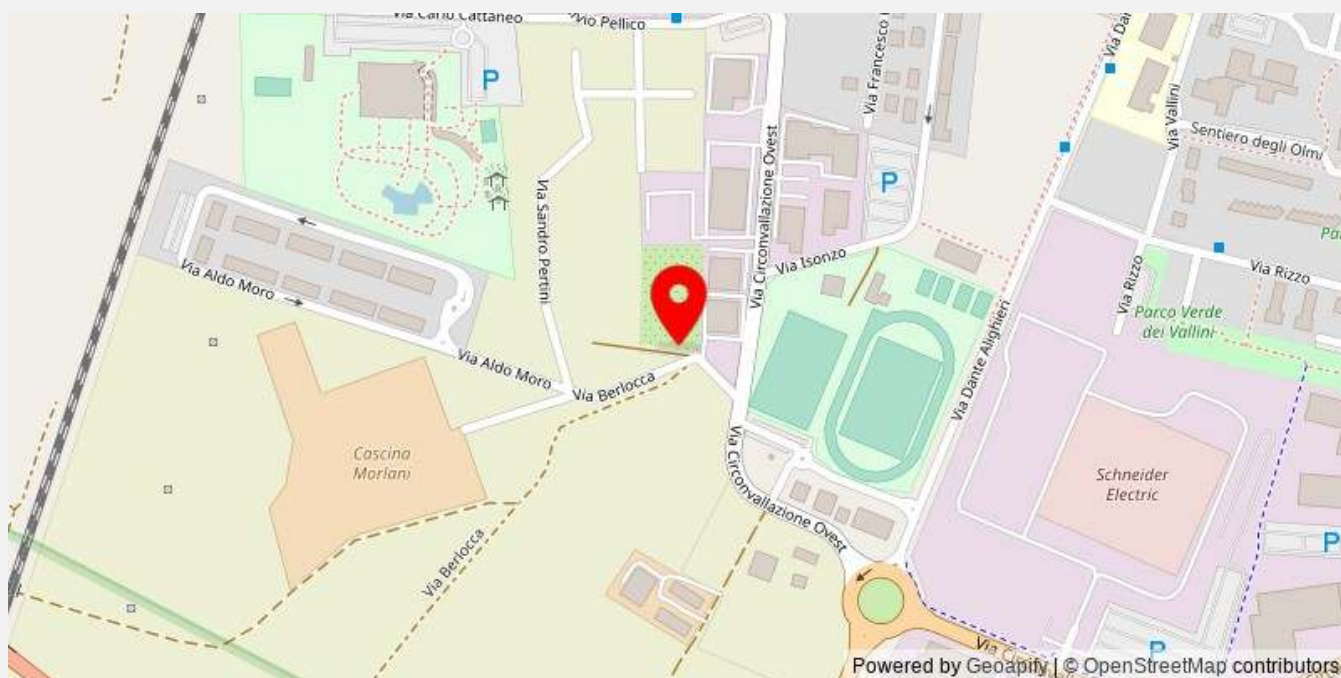 Via Carlo Cattaneo
vio Pellico
Via Francesco
Via Da
P
Via Vallini
Sentiero degli Olmi
Via Sandro Pertini
Via Circonvallazione Ovest
P
Via Aldo Moro
Via Isonzo
Via Rizzo
Via Rizzo
Parco Verde
dei Vallini
Via Dante Alighieri
Via Aldo Moro
Via Berlocca
Cascina
Morlani
Via Circonvallazione Ovest
Schneider
Electric
Via Berlocca
P
P
Powered by Geoapify | © OpenStreetMap contributors